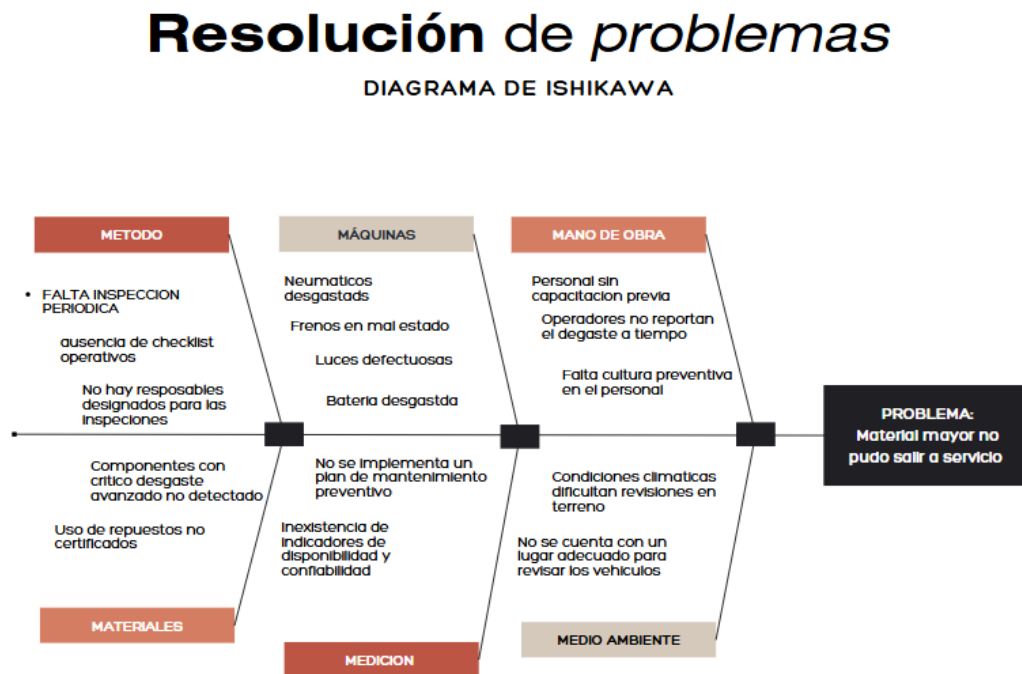 Resolución de problemas
DIAGRAMA DE ISHIKAWA
METODO
MÁQUINAS
MANO DE OBRA
• FALTA INSPECCION
PERIODICA
ausencia de checklist
operativos
No hay resposables
designados para las
inspeciones
Neumaticos
desgastads
Frenos en mal estado
Luces defectuosas
Bateria desgastda
Personal sin
capacitacion previa
Operadores no reportan
el degaste a tiempo
Falta cultura preventiva
en el personal
PROBLEMA:
Material mayor no
pudo salir a servicio
Componentes con
critico desgaste
avanzado no detectado
Uso de repuestos no
certificados
No se implementa un
plan de mantenimiento
preventivo
Inexistencia de
indicadores de
disponibilidad y
confiabilidad
Condiciones climaticas
dificultan revisiones en
terreno
No se cuenta con un
lugar adecuado para
revisar los vehiculos
MATERIALES
MEDICION
MEDIO AMBIENTE